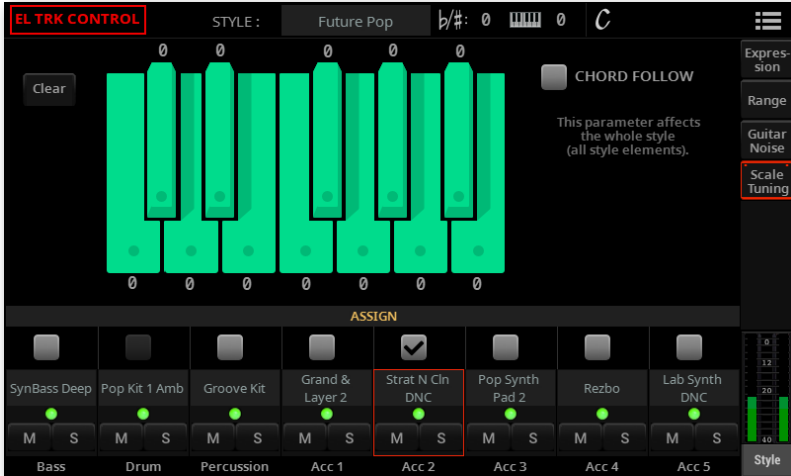 EL TRK CONTROL STYLE : Future Pop b/#: 0 0 C
0 0 0 0 0
Clear
CHORD FOLLOW
This parameter affects
the whole style
(all style elements).
Expres-
sion
Range
Guitar
Noise
Scale
Tuning
0 0 0 0 0 0 0
ASSIGN
SynBass Deep
Pop Kit 1 Amb
Groove Kit
Grand &
Layer 2
Strat N Cln
DNC
Pop Synth
Pad 2
Rezbo
Lab Synth
DNC
M S M S M S M S M S M S M S M S
Bass Drum Percussion Acc 1 Acc 2 Acc 3 Acc 4 Acc 5
0
12
20
40
Style